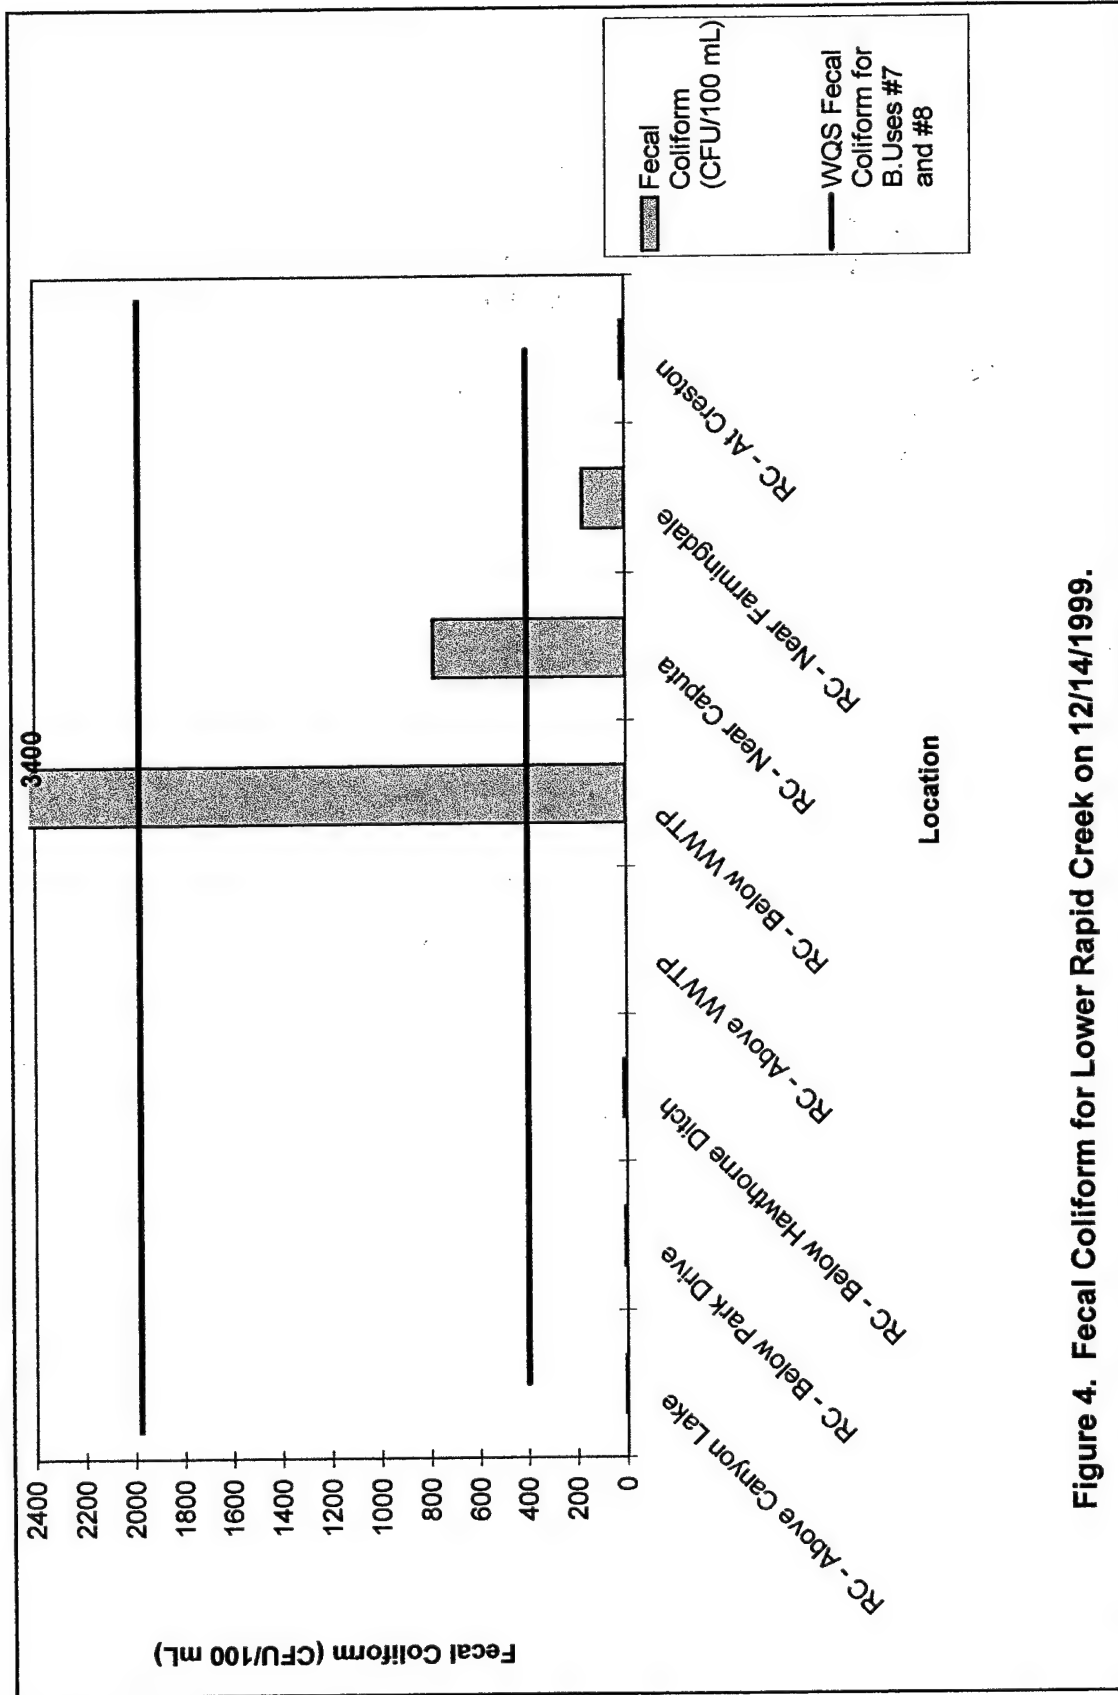 3400
2400
2200
2000
1800
1600
1400
1200
1000
800
600
400
200
0
Fecal Coliform (CFU/100 mL)
RC - Above Canyon Lake
RC - Below Park Drive
RC - Below Hawthorne Ditch
RC - Above WWTP
RC - Below WWTP
RC - Near Caputa
RC - Near Farmingdale
RC - At Creston
Location
Fecal
Coliform
(CFU/100 mL)
WQS Fecal
Coliform for
B.Uses #7
and #8
Figure 4. Fecal Coliform for Lower Rapid Creek on 12/14/1999.